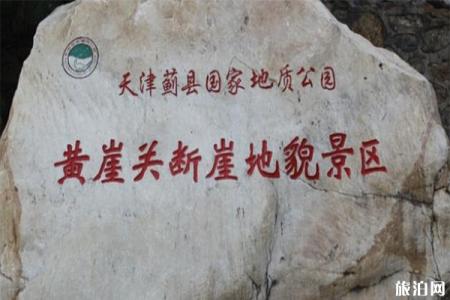 天津蓟县国家地质公园
黄崖关断崖地貌景区
旅泊网